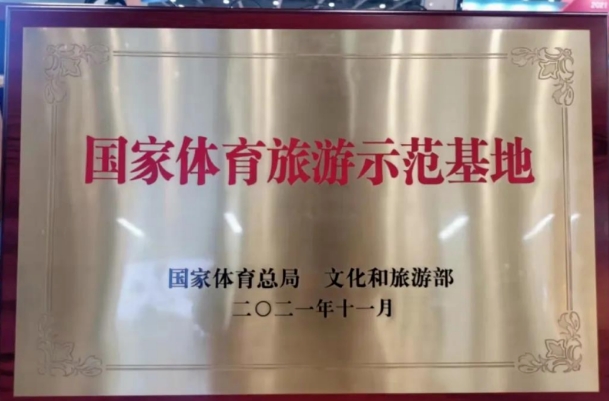 国家体育旅游示范基地
国家体育总局 文化和旅游部
二〇二一年十一月